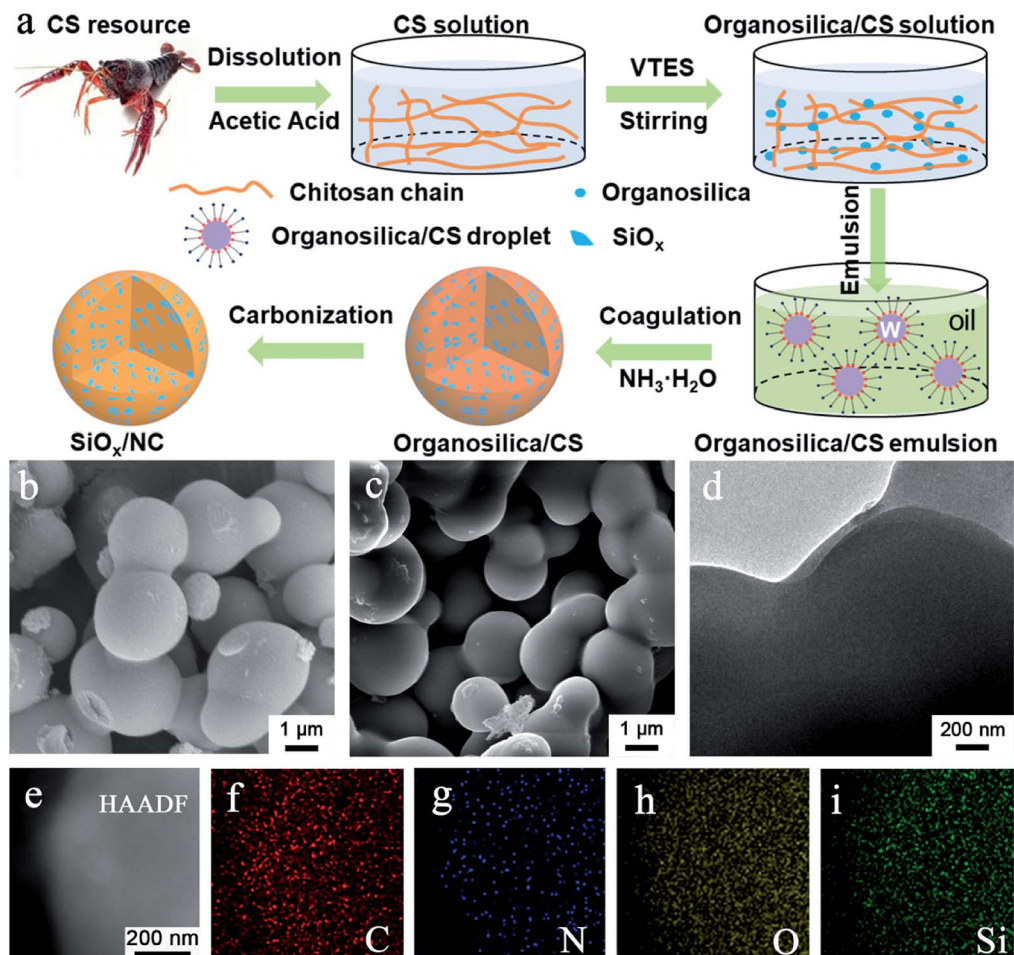 a
CS resource
Dissolution
Acetic Acid
CS solution
VTES
Stirring
Organosilica/CS solution
Chitosan chain
Organosilica
Organosilica/CS droplet
SiOₓ
Emulsion
W
oil
Coagulation
NH₃·H₂O
Carbonization
SiOₓ/NC
Organosilica/CS
Organosilica/CS emulsion
b
1 μm
c
1 μm
d
200 nm
e
HAADF
200 nm
f
C
g
N
h
O
i
Si